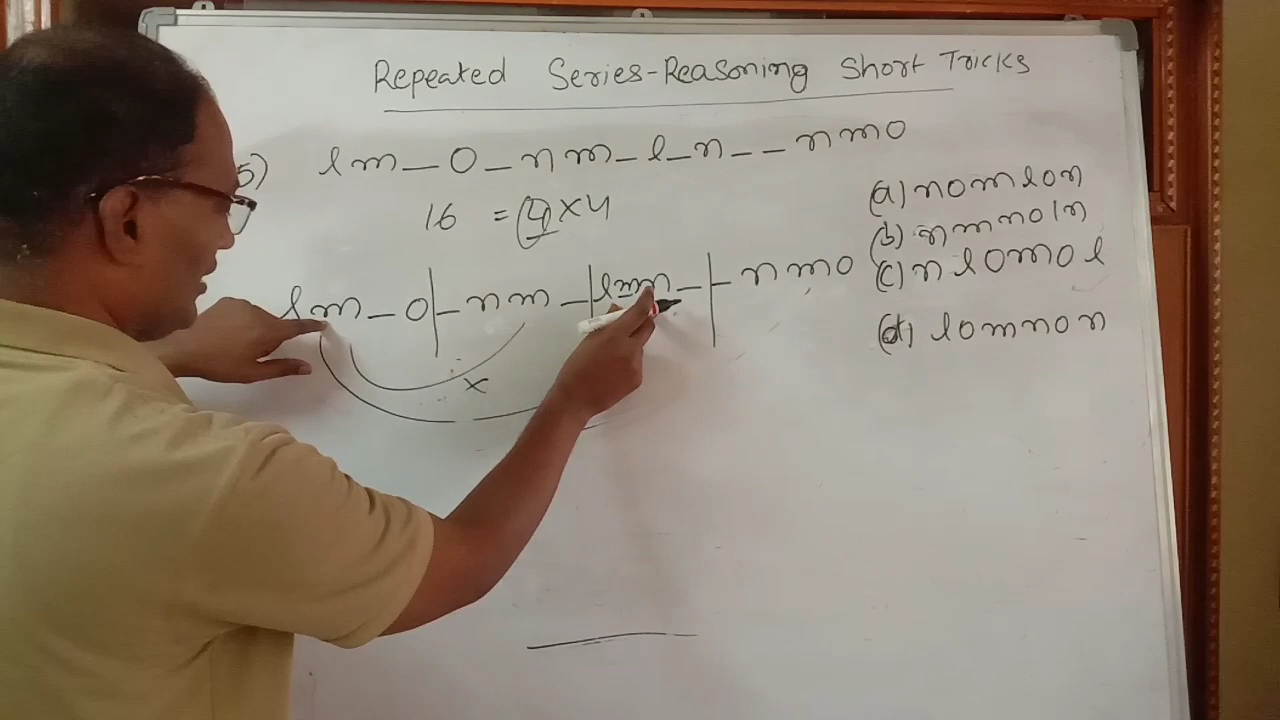 Repeated Series-Reasoning Short Tricks
5) l m _ o _ n m _ l _ n _ _ n m o
16 = (4) x 4
l m _ o | _ n m _ | l m n _ | _ n m o
x
(a) n o m l o n
(b) n m n o l n
(c) n l o m o l
(d) l o m n o n